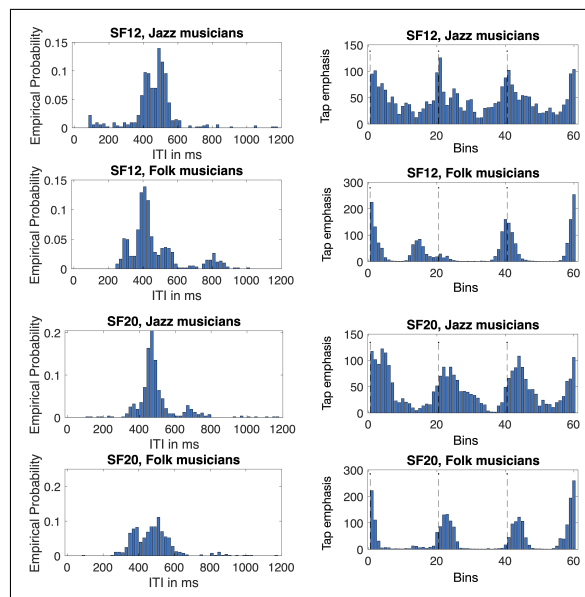 SF12, Jazz musicians
Empirical Probability
0.15
0.1
0.05
0
0 200 400 600 800 1000 1200
ITI in ms
SF12, Jazz musicians
Tap emphasis
150
100
50
0
0 20 40 60
Bins
SF12, Folk musicians
Empirical Probability
0.15
0.1
0.05
0
0 200 400 600 800 1000 1200
ITI in ms
SF12, Folk musicians
Tap emphasis
300
200
100
0
0 20 40 60
Bins
SF20, Jazz musicians
Empirical Probability
0.2
0.1
0
0 200 400 600 800 1000 1200
ITI in ms
SF20, Jazz musicians
Tap emphasis
150
100
50
0
0 20 40 60
Bins
SF20, Folk musicians
Empirical Probability
0.2
0.1
0
0 200 400 600 800 1000 1200
ITI in ms
SF20, Folk musicians
Tap emphasis
300
200
100
0
0 20 40 60
Bins